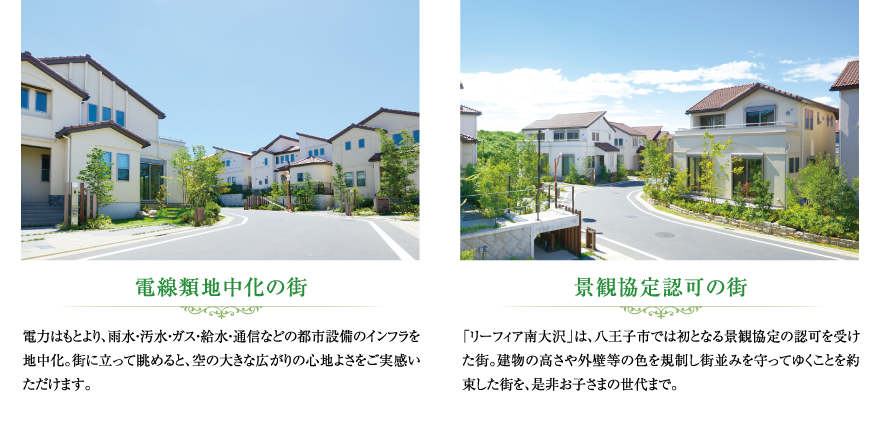 電線類地中化の街
電力はもとより、雨水・汚水・ガス・給水・通信などの都市設備のインフラを
地中化。街に立って眺めると、空の大きな広がりの心地よさをご実感い
ただけます。
景観協定認可の街
「リーフィア南大沢」は、八王子市では初となる景観協定の認可を受け
た街。建物の高さや外壁等の色を規制し街並みを守ってゆくことを約
束した街を、是非お子さまの世代まで。